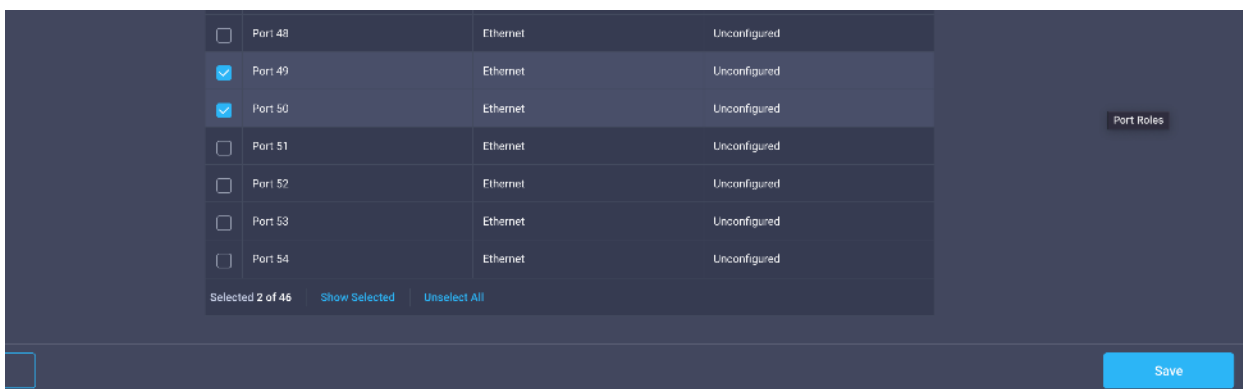 Port 48 Ethernet Unconfigured
Port 49 Ethernet Unconfigured
Port 50 Ethernet Unconfigured
Port Roles
Port 51 Ethernet Unconfigured
Port 52 Ethernet Unconfigured
Port 53 Ethernet Unconfigured
Port 54 Ethernet Unconfigured
Selected 2 of 46 Show Selected Unselect All
Save